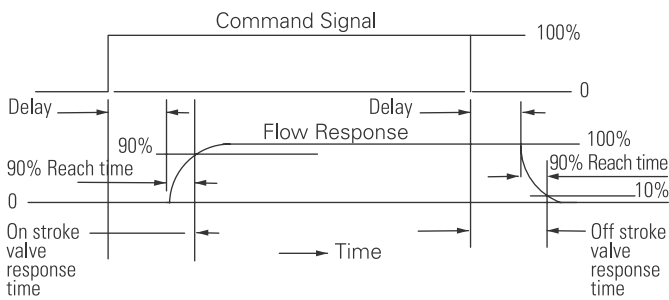 Command Signal
100%
0
Delay
Delay
Flow Response
90%
100%
90% Reach time
90% Reach time
10%
0
On stroke
valve
response
time
Time
Off stroke
valve
response
time